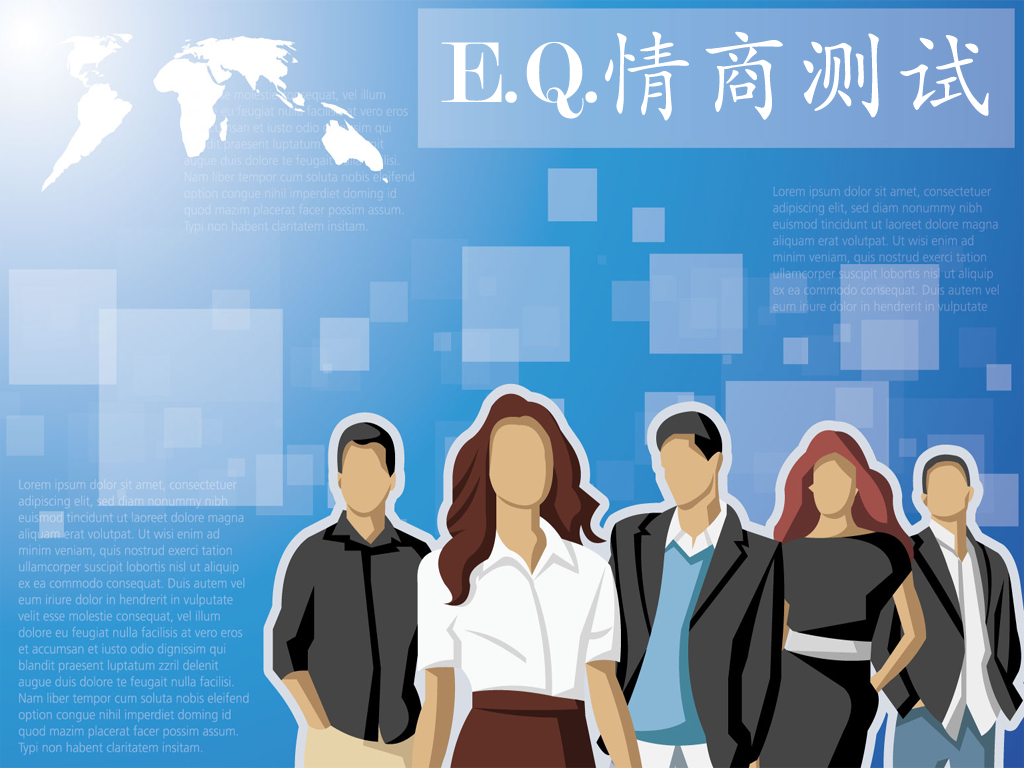 E.Q.情商测试
molestie consequat, vel illum
feugiat nulla facilisis at vero eros
accumsan et iusto odio dignissim qui
blandit praesent luptatum zzril delenit
augue duis dolore te feugait nulla facilisi.
Nam liber tempor cum soluta nobis eleifend
option congue nihil imperdiet doming id
quod mazim placerat facer possim assum.
Typi non habent claritatem insitam.
Lorem ipsum dolor sit amet, consectetuer
adipiscing elit, sed diam nonummy nibh
euismod tincidunt ut laoreet dolore magna
aliquam erat volutpat. Ut wisi enim ad
minim veniam, quis nostrud exerci tation
ullamcorper suscipit lobortis nisl ut aliquip
ex ea commodo consequat. Duis autem vel
eum iriure dolor in hendrerit in vulputate
Lorem ipsum dolor sit amet, consectetuer
adipiscing elit, sed diam nonummy nibh
euismod tincidunt ut laoreet dolore magna
aliquam erat volutpat. Ut wisi enim ad
minim veniam, quis nostrud exerci tation
ullamcorper suscipit lobortis nisl ut aliquip
ex ea commodo consequat. Duis autem vel
eum iriure dolor in hendrerit in vulputate
velit esse molestie consequat, vel illum
dolore eu feugiat nulla facilisis at vero eros
et accumsan et iusto odio dignissim qui
blandit praesent luptatum zzril delenit
augue duis dolore te feugait nulla facilisi.
Nam liber tempor cum soluta nobis eleifend
option congue nihil imperdiet doming id
quod mazim placerat facer possim assum.
Typi non habent claritatem insitam.